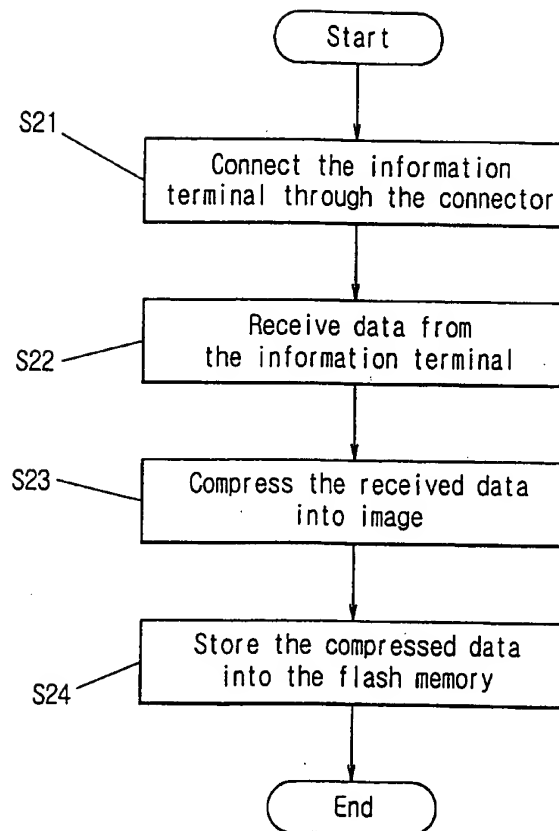 Start
S21
Connect the information
terminal through the connector
S22
Receive data from
the information terminal
S23
Compress the received data
into image
S24
Store the compressed data
into the flash memory
End